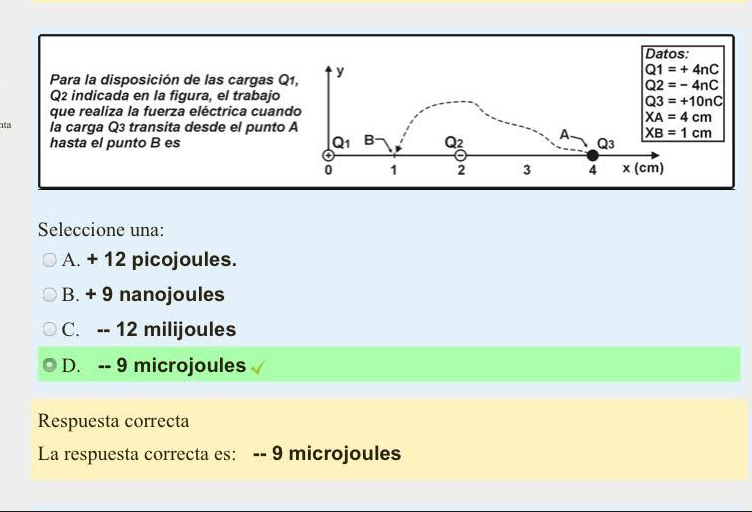 Para la disposición de las cargas Q1,
Q2 indicada en la figura, el trabajo
que realiza la fuerza eléctrica cuando
la carga Q3 transita desde el punto A
hasta el punto B es
y
Q1 B Q2 A Q3
0 1 2 3 4 x (cm)
Datos:
Q1 = + 4nC
Q2 = - 4nC
Q3 = +10nC
XA = 4 cm
XB = 1 cm
nta
Seleccione una:
A. + 12 picojoules.
B. + 9 nanojoules
C. -- 12 milijoules
D. -- 9 microjoules
Respuesta correcta
La respuesta correcta es: -- 9 microjoules